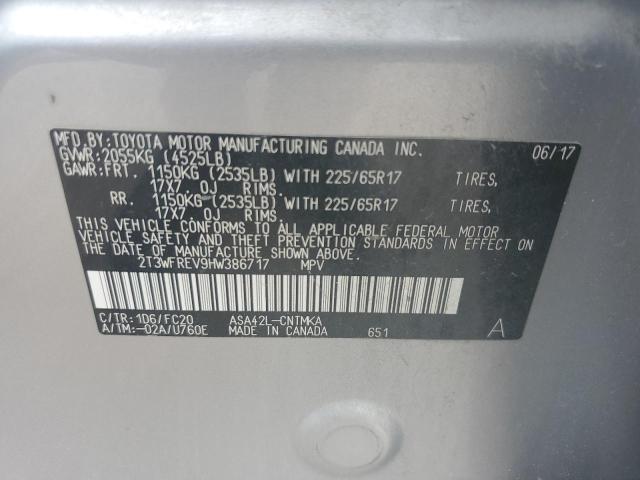 MFD.BY:TOYOTA MOTOR MANUFACTURING CANADA INC. 06/17
GVWR:2055KG (4525LB)
GAWR:FRT. 1150KG (2535LB) WITH 225/65R17 TIRES,
17X7.0J RIMS.
RR. 1150KG (2535LB) WITH 225/65R17 TIRES,
17X7.0J RIMS.
THIS VEHICLE CONFORMS TO ALL APPLICABLE FEDERAL MOTOR
VEHICLE SAFETY AND THEFT PREVENTION STANDARDS IN EFFECT ON
THE DATE OF MANUFACTURE SHOWN ABOVE.
2T3WFREV9HW386717 MPV
C/TR:1D6/FC20 ASA42L-CNTMKA
A/TM:-02A/U760E MADE IN CANADA 651 A